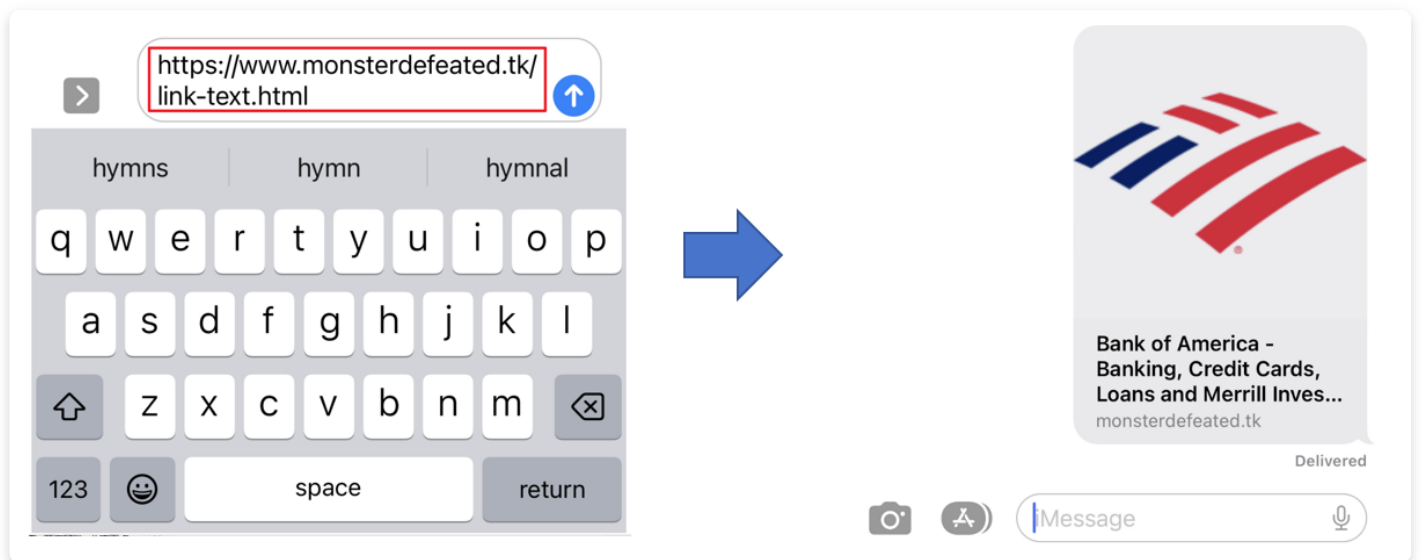 https://www.monsterdefeated.tk/
link-text.html
hymns hymn hymnal
q w e r t y u i o p
a s d f g h j k l
z x c v b n m
123 space return
Bank of America -
Banking, Credit Cards,
Loans and Merrill Inves...
monsterdefeated.tk
Delivered
iMessage